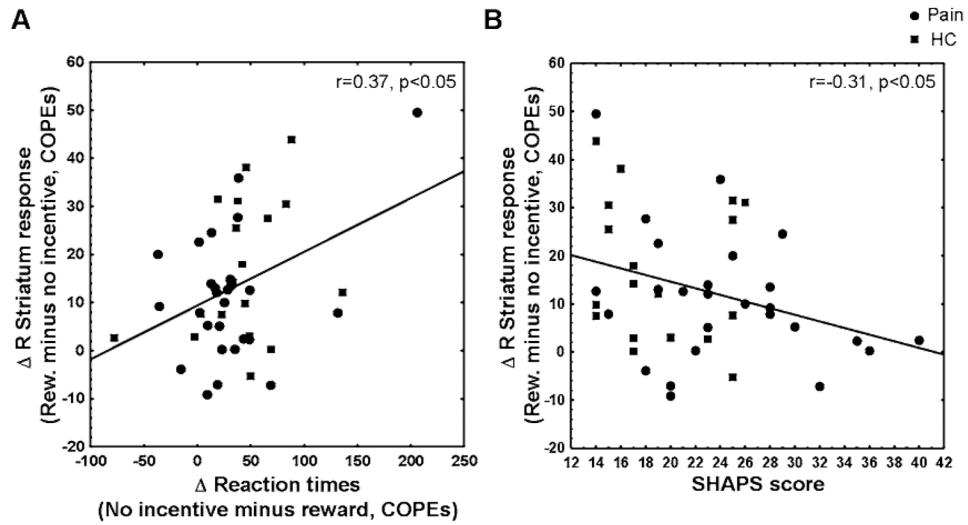 A
r=0.37, p<0.05
Δ R Striatum response
(Rew. minus no incentive, COPEs)
60
50
40
30
20
10
0
-10
-20
-100
-50
0
50
100
150
200
250
Δ Reaction times
(No incentive minus reward, COPEs)
B
Pain
HC
r=-0.31, p<0.05
Δ R Striatum response
(Rew. minus no incentive, COPEs)
60
50
40
30
20
10
0
-10
-20
12 14 16 18 20 22 24 26 28 30 32 34 36 38 40 42
SHAPS score